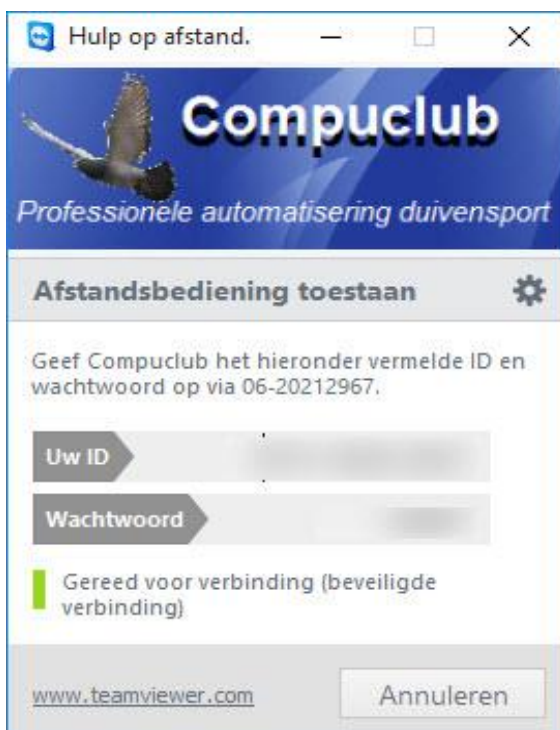 Hulp op afstand.
Compuclub
Professionele automatisering duivensport
Afstandsbediening toestaan
Geef Compuclub het hieronder vermelde ID en
wachtwoord op via 06-20212967.
Uw ID
Wachtwoord
Gereed voor verbinding (beveiligde
verbinding)
www.teamviewer.com
Annuleren